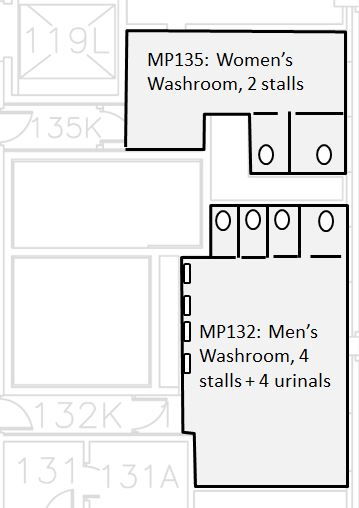 119L
MP135: Women's
Washroom, 2 stalls
135K
MP132: Men's
Washroom, 4
stalls + 4 urinals
132K
131
131A